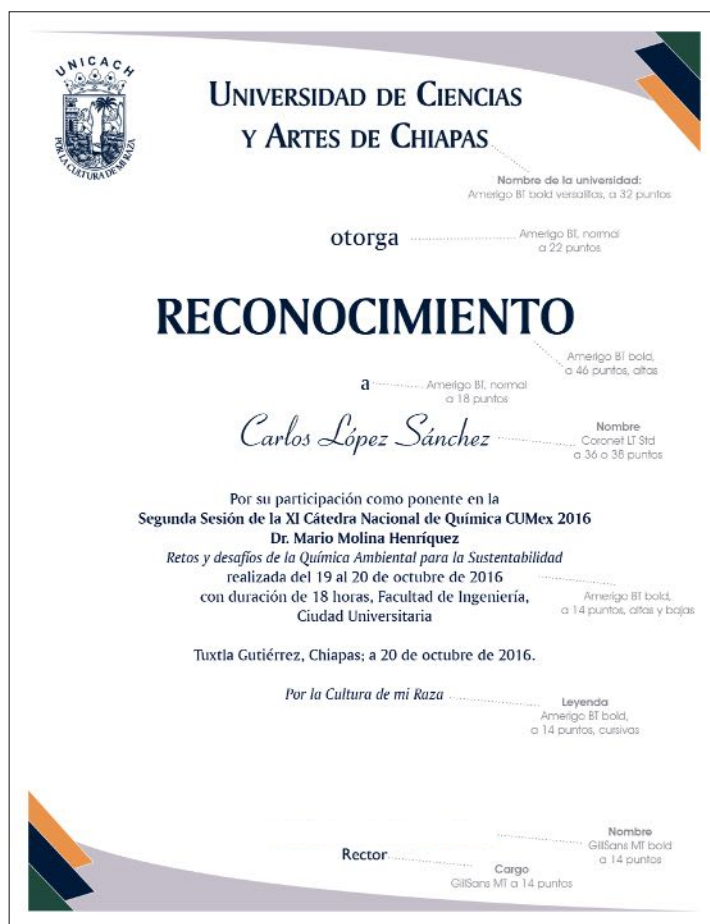 UNICACH
POR LA CULTURA DE MI RAZA
UNIVERSIDAD DE CIENCIAS
Y ARTES DE CHIAPAS
Nombre de la universidad:
Amerigo BT bold versalitas, a 32 puntos
otorga
Amerigo BT, normal
a 22 puntos
RECONOCIMIENTO
Amerigo BT bold,
a 46 puntos, altas
a
Amerigo BT, normal
a 18 puntos
Carlos López Sánchez
Nombre
Coronet LT Std
a 36 o 38 puntos
Por su participación como ponente en la
Segunda Sesión de la XI Cátedra Nacional de Química CUMex 2016
Dr. Mario Molina Henríquez
Retos y desafíos de la Química Ambiental para la Sustentabilidad
realizada del 19 al 20 de octubre de 2016
con duración de 18 horas, Facultad de Ingeniería,
Ciudad Universitaria
Amerigo BT bold,
a 14 puntos, altas y bajas
Tuxtla Gutiérrez, Chiapas; a 20 de octubre de 2016.
Por la Cultura de mi Raza
Leyenda
Amerigo BT bold,
a 14 puntos, cursivas
Nombre
GillSans MT bold
a 14 puntos
Rector
Cargo
GillSans MT a 14 puntos